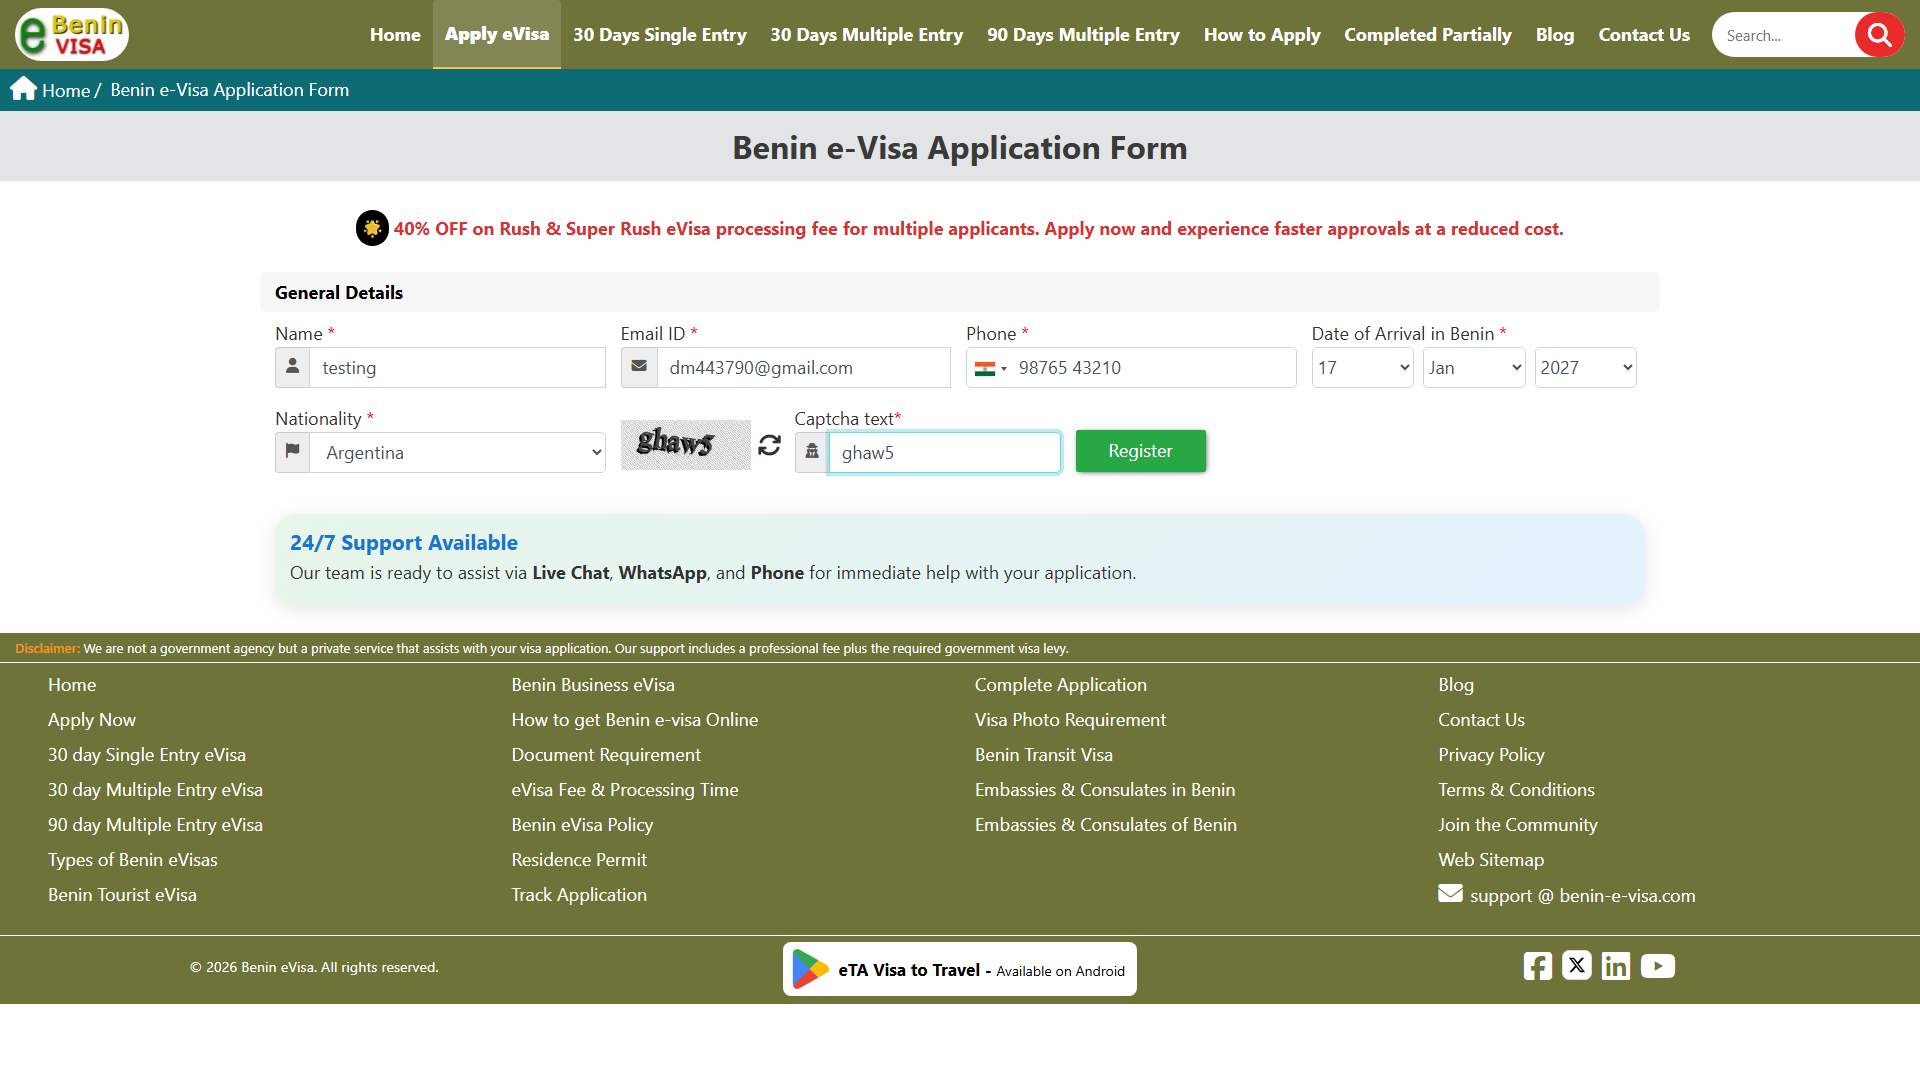 e Benin VISA
Home Apply eVisa 30 Days Single Entry 30 Days Multiple Entry 90 Days Multiple Entry How to Apply Completed Partially Blog Contact Us Search...
Home / Benin e-Visa Application Form
Benin e-Visa Application Form
40% OFF on Rush & Super Rush eVisa processing fee for multiple applicants. Apply now and experience faster approvals at a reduced cost.
General Details
Name * Email ID * Phone * Date of Arrival in Benin *
testing dm443790@gmail.com 98765 43210 17 Jan 2027
Nationality * Captcha text*
Argentina ghaw5 ghaw5 Register
24/7 Support Available
Our team is ready to assist via Live Chat, WhatsApp, and Phone for immediate help with your application.
Disclaimer: We are not a government agency but a private service that assists with your visa application. Our support includes a professional fee plus the required government visa levy.
Home
Apply Now
30 day Single Entry eVisa
30 day Multiple Entry eVisa
90 day Multiple Entry eVisa
Types of Benin eVisas
Benin Tourist eVisa
Benin Business eVisa
How to get Benin e-visa Online
Document Requirement
eVisa Fee & Processing Time
Benin eVisa Policy
Residence Permit
Track Application
Complete Application
Visa Photo Requirement
Benin Transit Visa
Embassies & Consulates in Benin
Embassies & Consulates of Benin
Blog
Contact Us
Privacy Policy
Terms & Conditions
Join the Community
Web Sitemap
support @ benin-e-visa.com
© 2026 Benin eVisa. All rights reserved.
eTA Visa to Travel - Available on Android